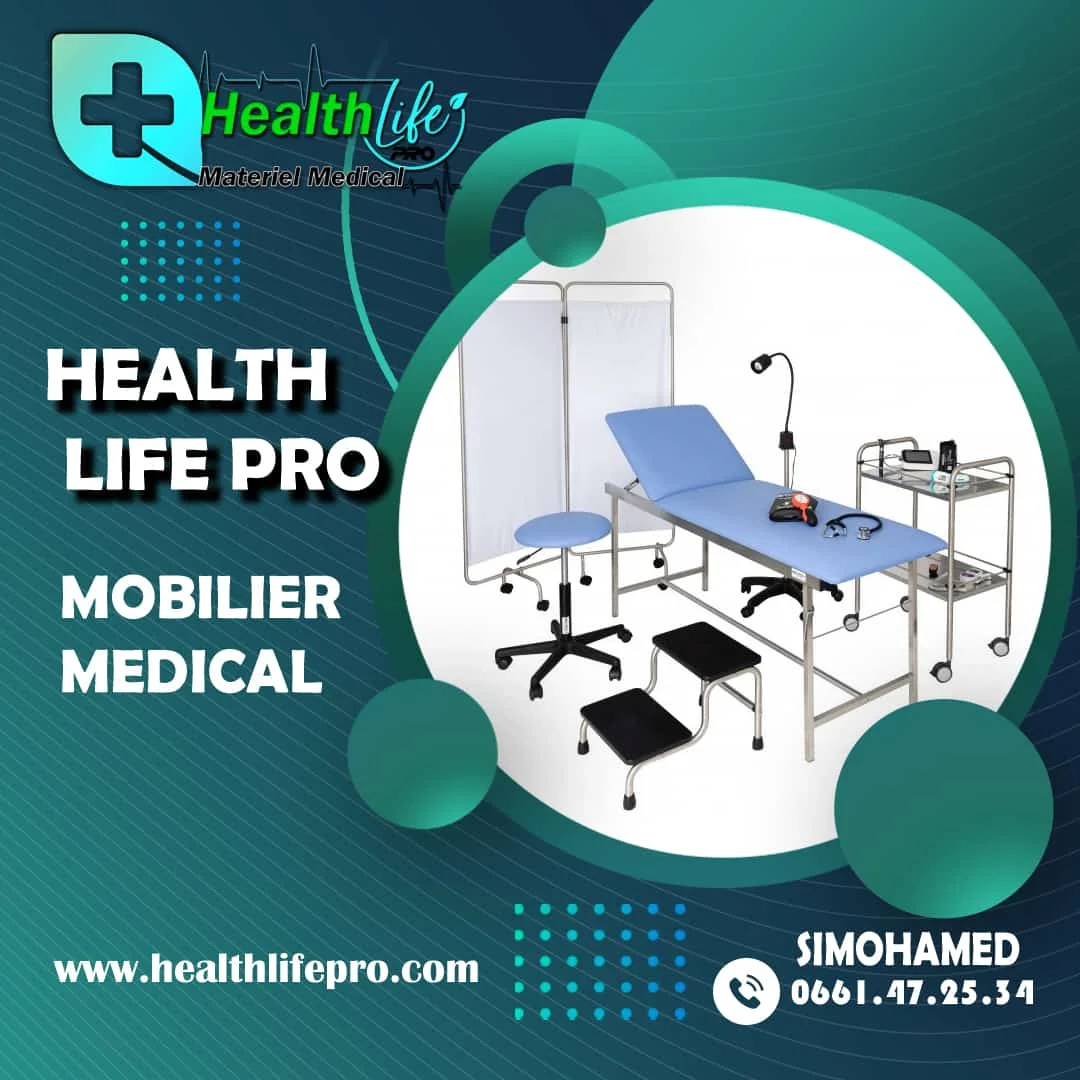 HealthLife
PRO
Materiel Medical
HEALTH
LIFE PRO
MOBILIER
MEDICAL
www.healthlifepro.com
SIMOHAMED
0661.47.25.34